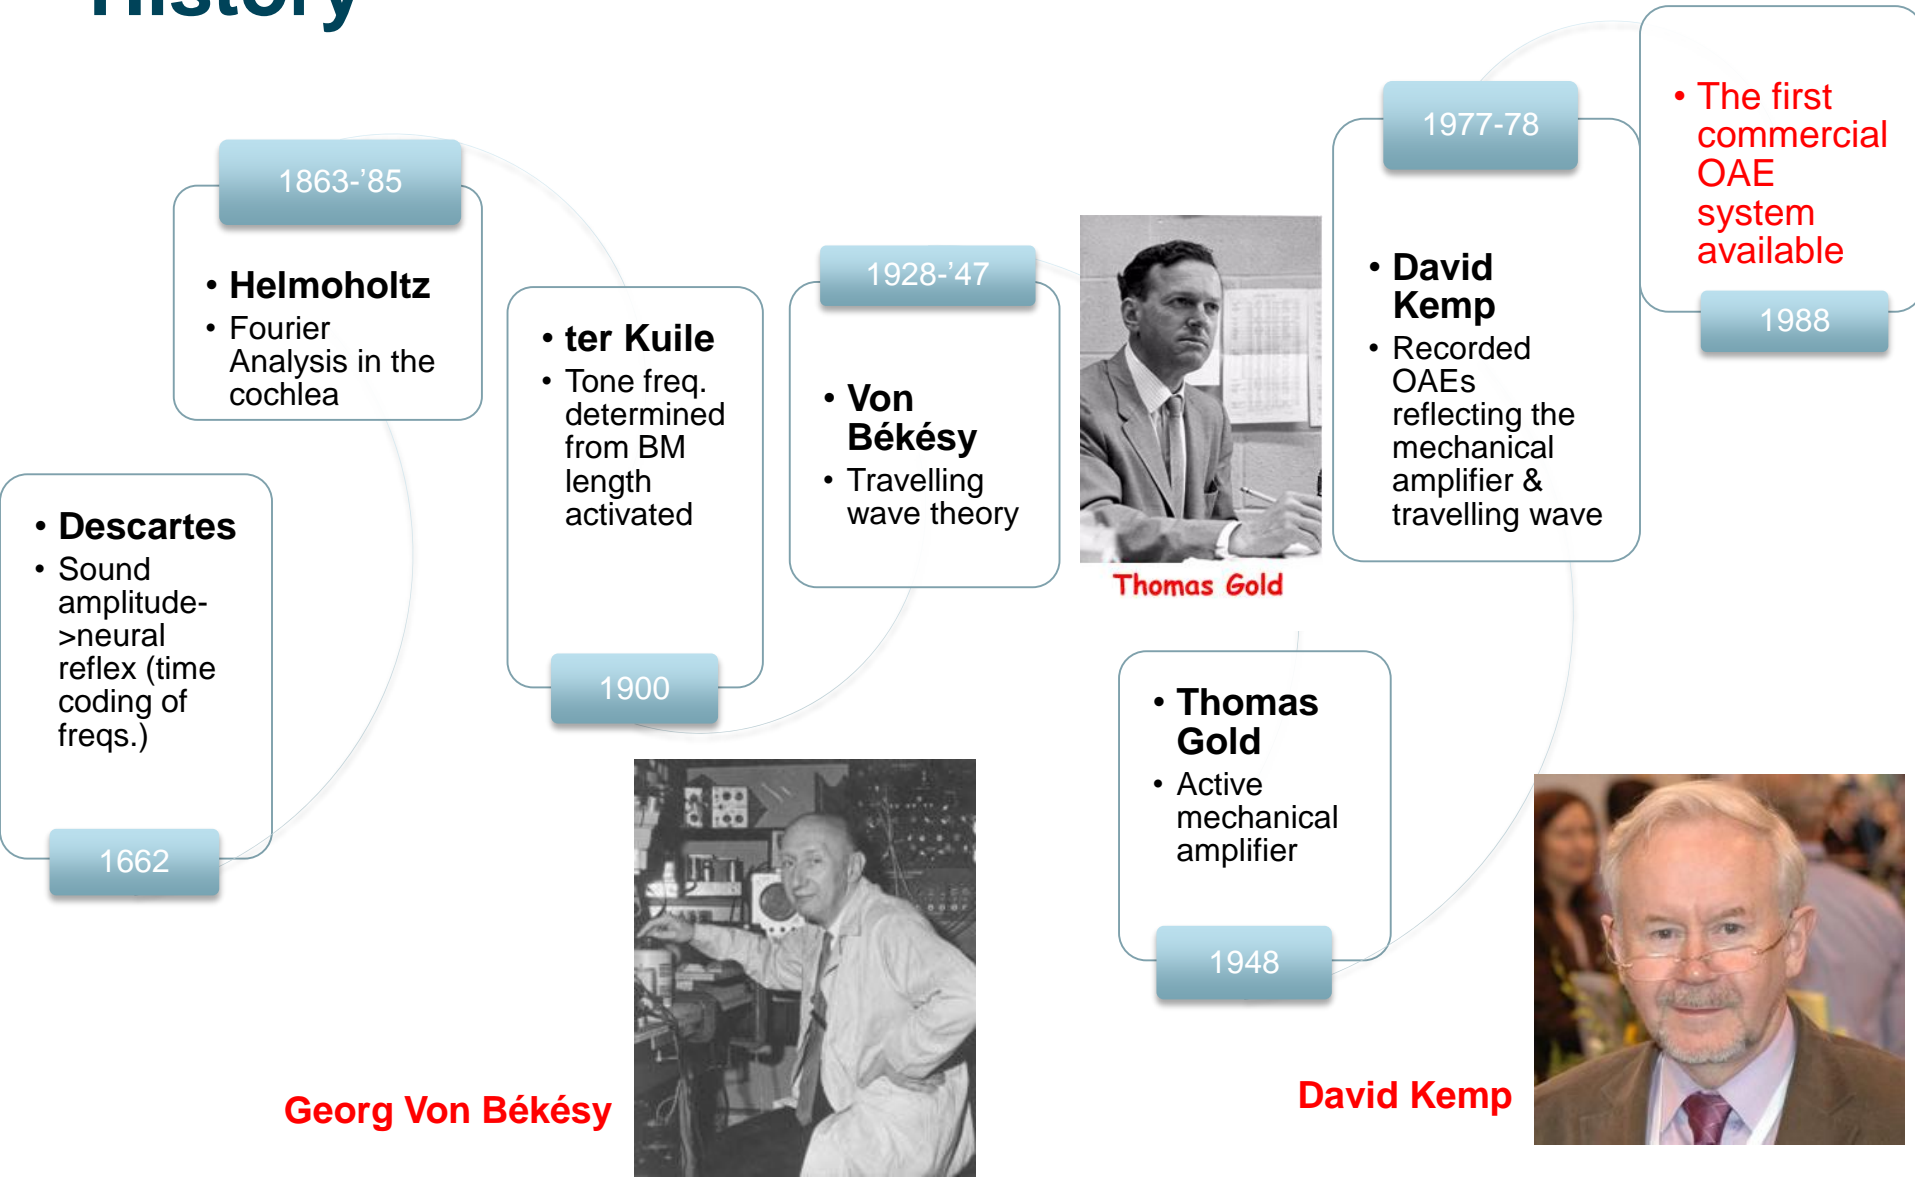 History
• Descartes
• Sound
amplitude-
>neural
reflex (time
coding of
freqs.)
1662
1863-’85
• Helmoholtz
• Fourier
Analysis in the
cochlea
• ter Kuile
• Tone freq.
determined
from BM
length
activated
1900
1928-’47
• Von
Békésy
• Travelling
wave theory
Georg Von Békésy
Thomas Gold
• Thomas
Gold
• Active
mechanical
amplifier
1948
1977-78
• David
Kemp
• Recorded
OAEs
reflecting the
mechanical
amplifier &
travelling wave
David Kemp
• The first
commercial
OAE
system
available
1988